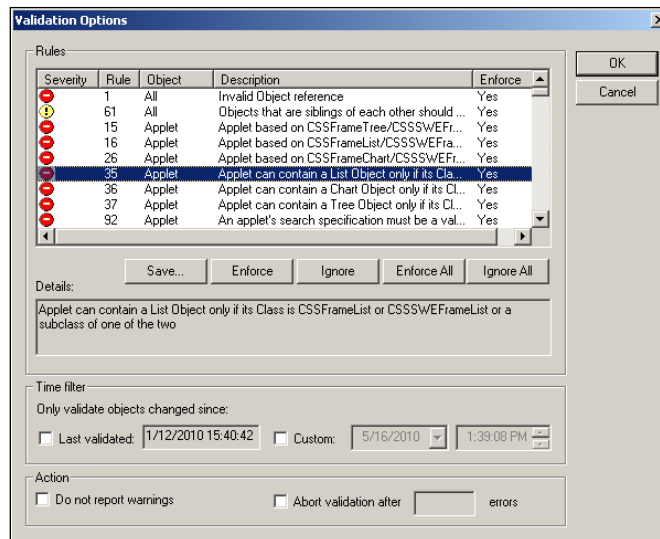 Validation Options
Rules
Severity Rule Object Description Enforce
1 All Invalid Object reference Yes
61 All Objects that are siblings of each other should ... Yes
15 Applet Applet based on CSSFrameTree/CSSSWEFr... Yes
16 Applet Applet based on CSSFrameList/CSSSWEFra... Yes
26 Applet Applet based on CSSFrameChart/CSSSWEFr... Yes
35 Applet Applet can contain a List Object only if its Cla... Yes
36 Applet Applet can contain a Chart Object only if its Cl... Yes
37 Applet Applet can contain a Tree Object only if its Cl... Yes
92 Applet An applet's search specification must be a val... Yes
OK
Cancel
Save... Enforce Ignore Enforce All Ignore All
Details:
Applet can contain a List Object only if its Class is CSSFrameList or CSSSWEFrameList or a
subclass of one of the two
Time filter
Only validate objects changed since:
Last validated: 1/12/2010 15:40:42 Custom: 5/16/2010 1:39:08 PM
Action
Do not report warnings Abort validation after errors